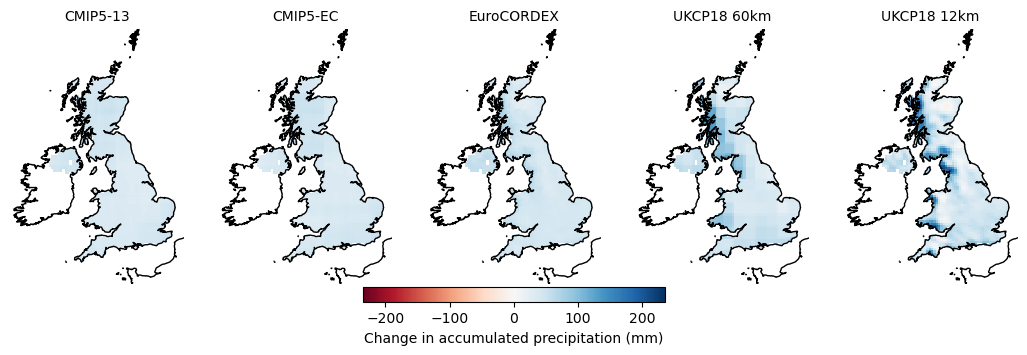 CMIP5-13 CMIP5-EC EuroCORDEX UKCP18 60km UKCP18 12km
−200 −100 0 100 200
Change in accumulated precipitation (mm)